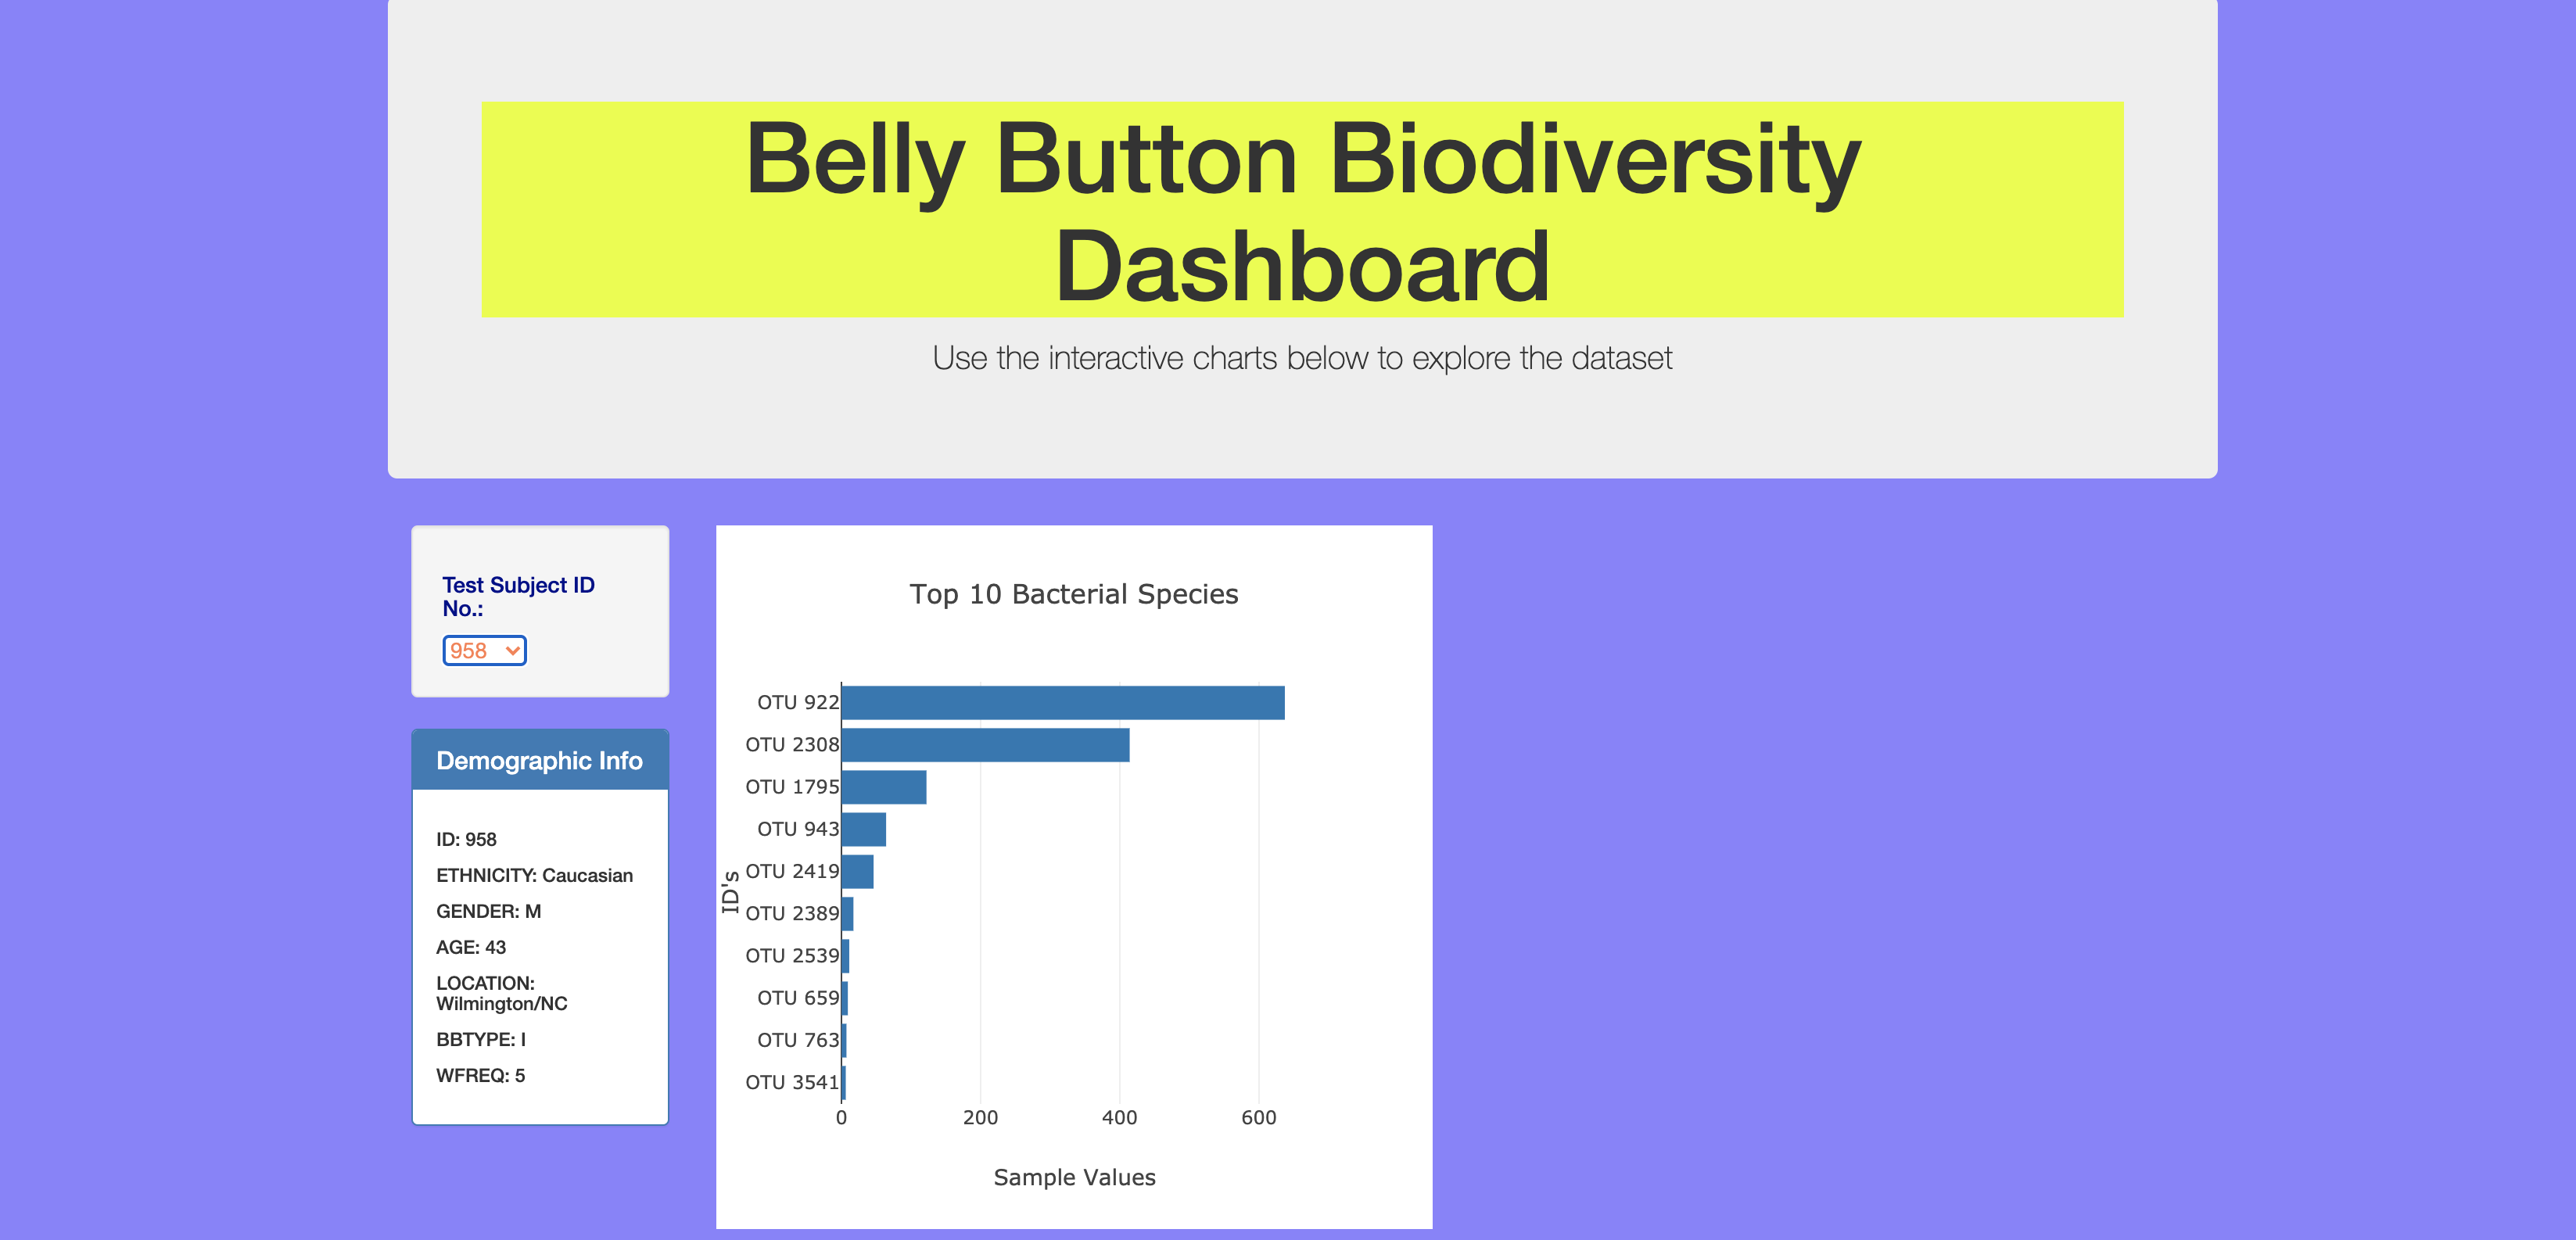 Belly Button Biodiversity
Dashboard
Use the interactive charts below to explore the dataset
Test Subject ID
No.:
958
Demographic Info
ID: 958
ETHNICITY: Caucasian
GENDER: M
AGE: 43
LOCATION:
Wilmington/NC
BBTYPE: I
WFREQ: 5
Top 10 Bacterial Species
ID's
OTU 922
OTU 2308
OTU 1795
OTU 943
OTU 2419
OTU 2389
OTU 2539
OTU 659
OTU 763
OTU 3541
0 200 400 600
Sample Values